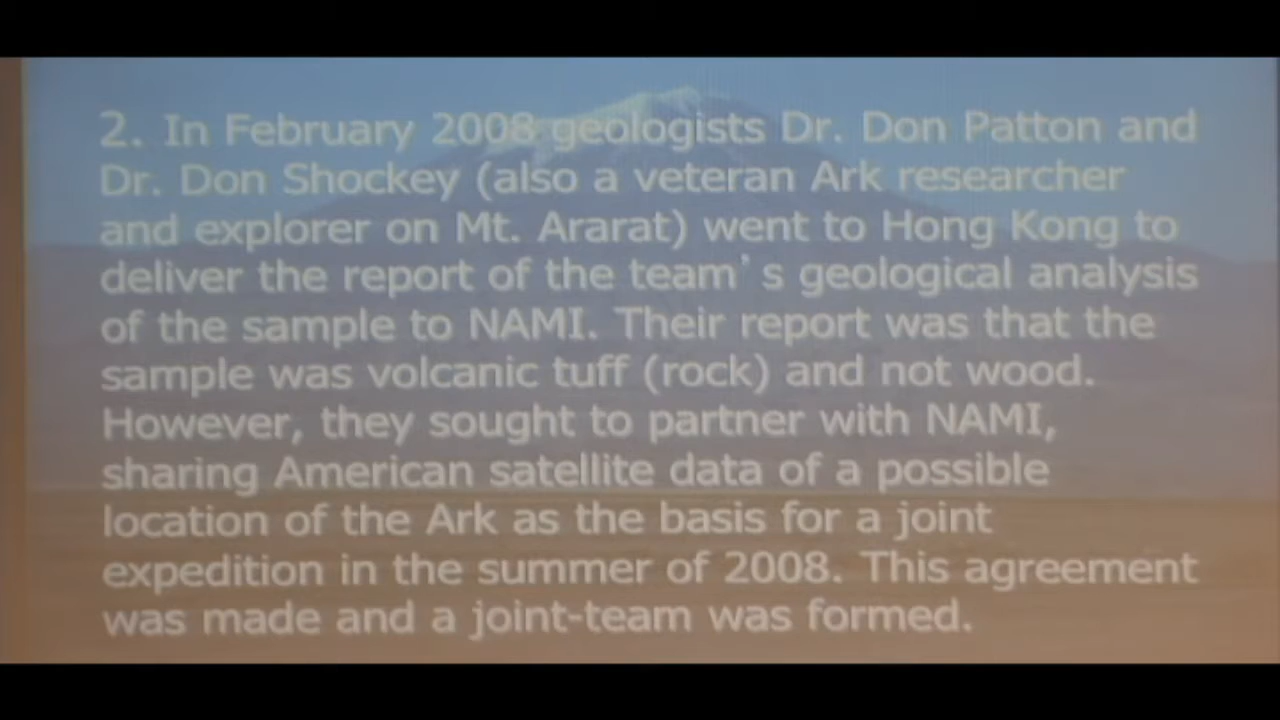 2. In February 2008 geologists Dr. Don Patton and
Dr. Don Shockey (also a veteran Ark researcher
and explorer on Mt. Ararat) went to Hong Kong to
deliver the report of the team's geological analysis
of the sample to NAMI. Their report was that the
sample was volcanic tuff (rock) and not wood.
However, they sought to partner with NAMI,
sharing American satellite data of a possible
location of the Ark as the basis for a joint
expedition in the summer of 2008. This agreement
was made and a joint-team was formed.